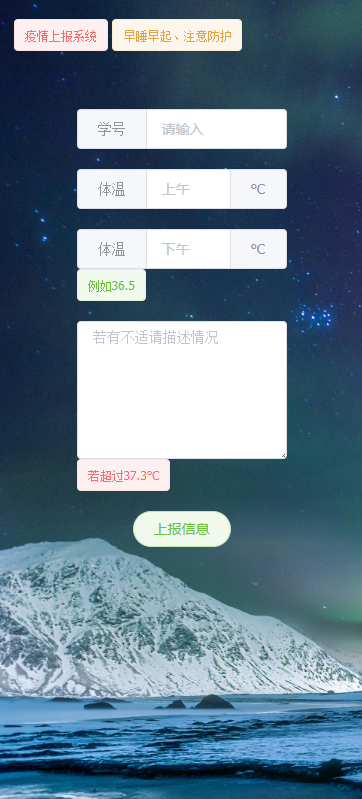 疫情上报系统 早睡早起、注意防护
学号 请输入
体温 上午 ℃
体温 下午 ℃
例如36.5
若有不适请描述情况
若超过37.3℃
上报信息